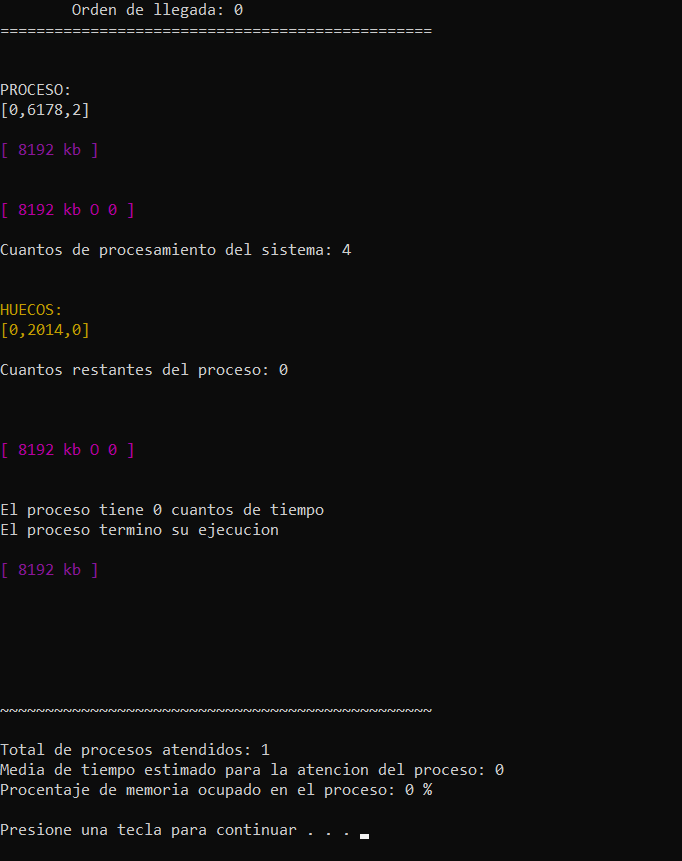 Orden de llegada: 0
================================================
PROCESO:
[0,6178,2]
[ 8192 kb ]
[ 8192 kb O 0 ]
Cuantos de procesamiento del sistema: 4
HUECOS:
[0,2014,0]
Cuantos restantes del proceso: 0
[ 8192 kb O 0 ]
El proceso tiene 0 cuantos de tiempo
El proceso termino su ejecucion
[ 8192 kb ]
~~~~~~~~~~~~~~~~~~~~~~~~~~~~~~~~~~~~~~~~~~~~~~~~
Total de procesos atendidos: 1
Media de tiempo estimado para la atencion del proceso: 0
Procentaje de memoria ocupado en el proceso: 0 %
Presione una tecla para continuar . . .